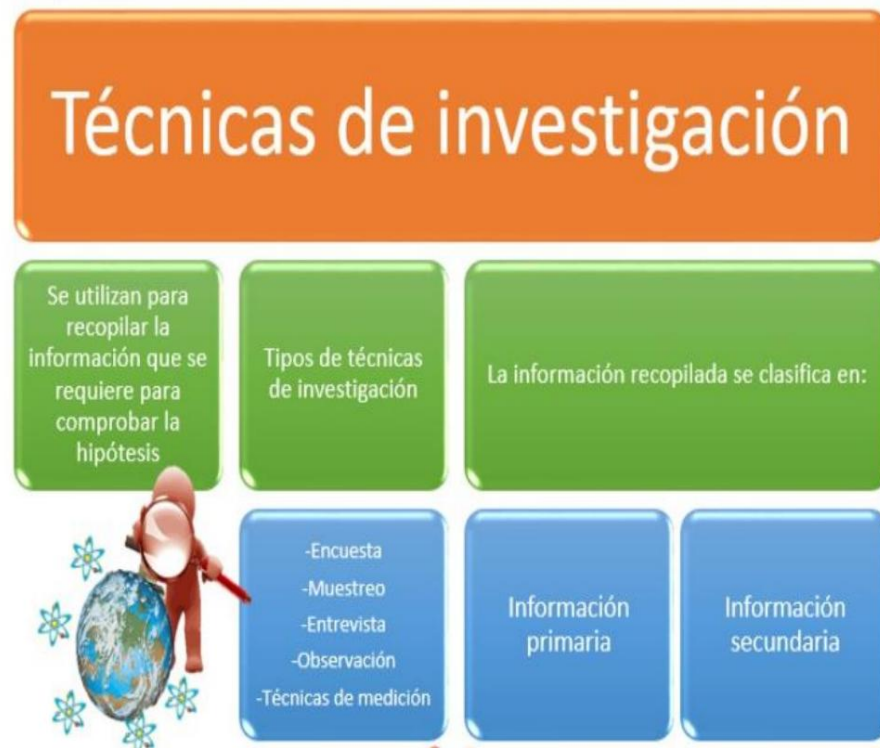 Técnicas de investigación
Se utilizan para
recopilar la
información que se
requiere para
comprobar la
hipótesis
Tipos de técnicas
de investigación
La información recopilada se clasifica en:
-Encuesta
-Muestreo
-Entrevista
-Observación
-Técnicas de medición
Información
primaria
Información
secundaria